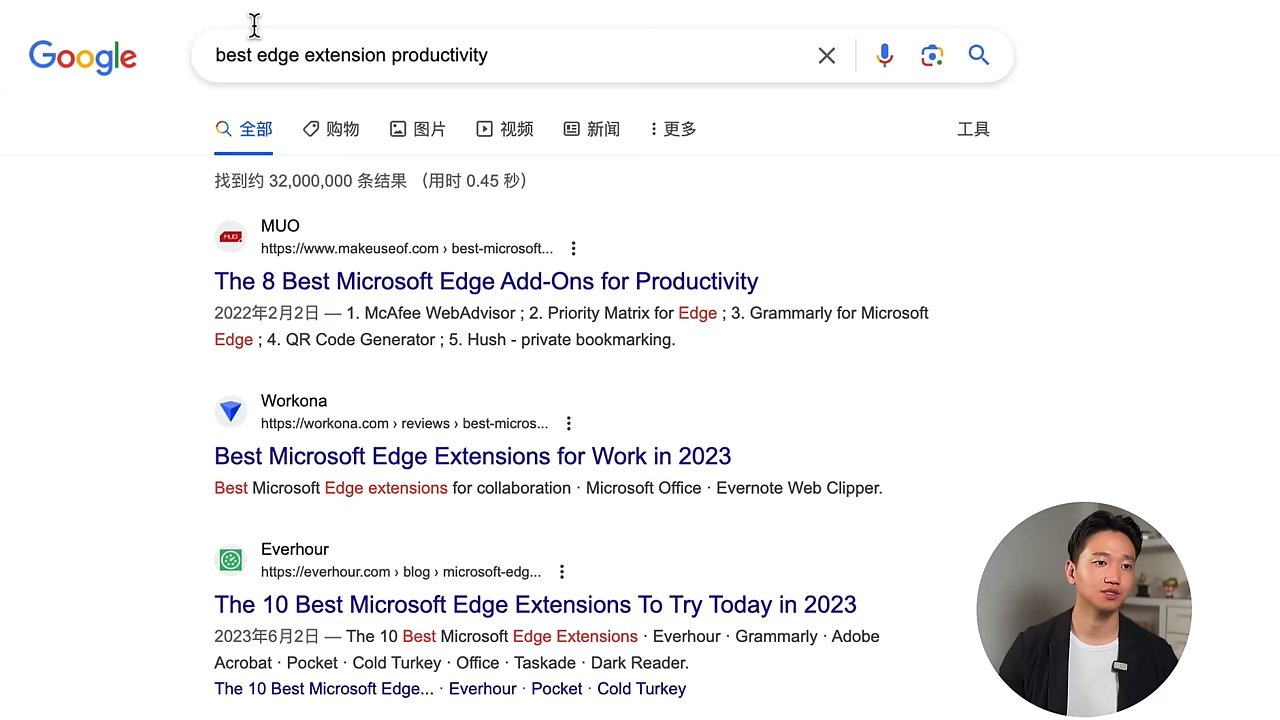 Google
best edge extension productivity
全部
购物
图片
视频
新闻
更多
工具
找到约 32,000,000 条结果 （用时 0.45 秒）
MUO
MUO
https://www.makeuseof.com › best-microsoft...
The 8 Best Microsoft Edge Add-Ons for Productivity
2022年2月2日 — 1. McAfee WebAdvisor ; 2. Priority Matrix for Edge ; 3. Grammarly for Microsoft
Edge ; 4. QR Code Generator ; 5. Hush - private bookmarking.
Workona
https://workona.com › reviews › best-micros...
Best Microsoft Edge Extensions for Work in 2023
Best Microsoft Edge extensions for collaboration · Microsoft Office · Evernote Web Clipper.
Everhour
https://everhour.com › blog › microsoft-edg...
The 10 Best Microsoft Edge Extensions To Try Today in 2023
2023年6月2日 — The 10 Best Microsoft Edge Extensions · Everhour · Grammarly · Adobe
Acrobat · Pocket · Cold Turkey · Office · Taskade · Dark Reader.
The 10 Best Microsoft Edge... · Everhour · Pocket · Cold Turkey